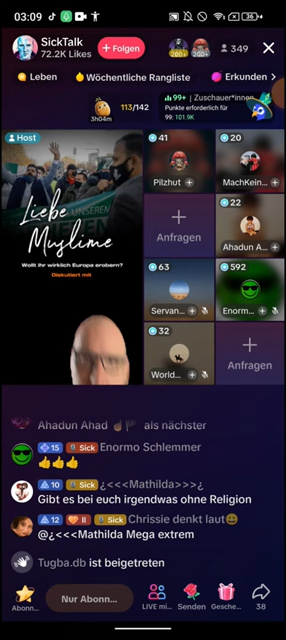 03:09
36
SickTalk
72.2K Likes
+ Folgen
200+
200+
349
Leben
Wöchentliche Rangliste
Erkunden
3h04m
113/142
99+ | Zuschauer*innen
Punkte erforderlich für
99: 101.9K
Host
Liebe
Muslime
Wollt ihr wirklich Europa erobern?
Diskutiert mit
41
Pilzhut
20
MachKein...
Anfragen
22
Ahadun A...
63
Servan...
592
Enorm...
32
World...
Anfragen
Ahadun Ahad als nächster
15 Sick Enormo Schlemmer
👍👍👍
10 Sick ¿<<<Mathilda>>>¿
Gibt es bei euch irgendwas ohne Religion
12 II Sick Chrissie denkt laut😄
@¿<<<Mathilda Mega extrem
Tugba.db ist beigetreten
Abonn...
Nur Abonn...
LIVE mi...
Senden
Gesche...
38